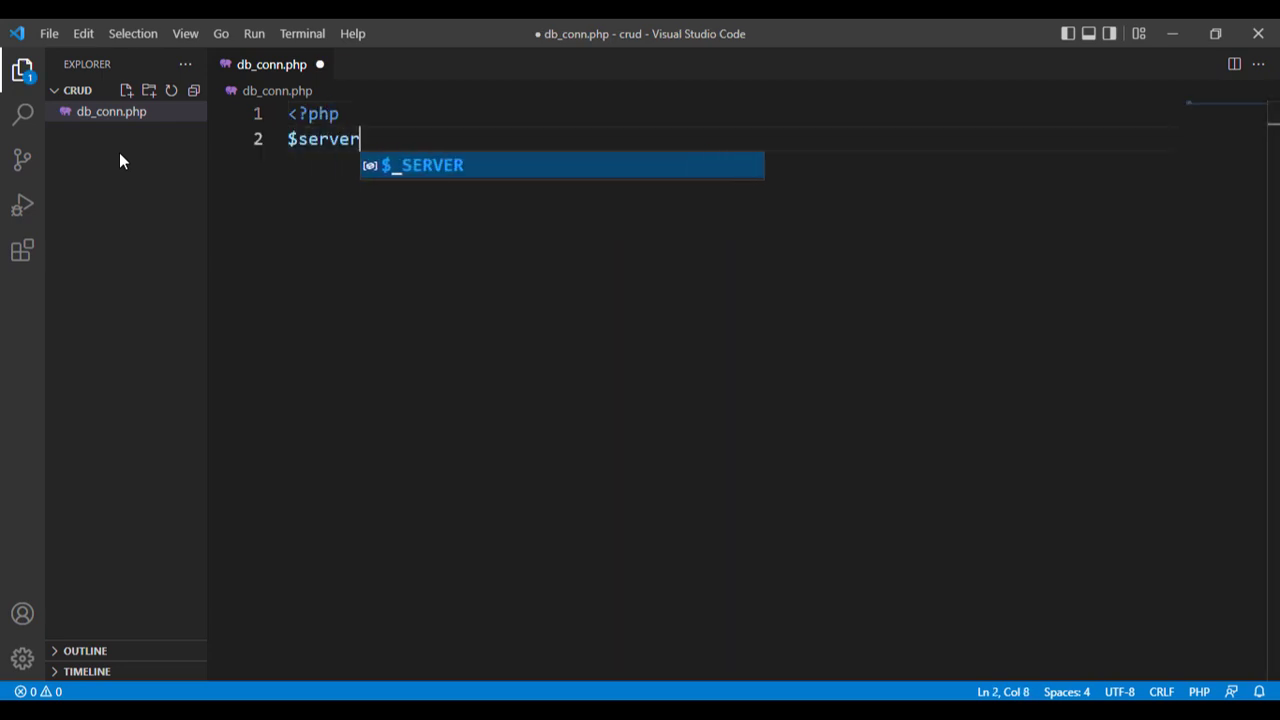 File Edit Selection View Go Run Terminal Help ● db_conn.php - crud - Visual Studio Code
EXPLORER ··· db_conn.php ●
CRUD db_conn.php
db_conn.php
1 <?php
2 $server
$_SERVER
1
OUTLINE
TIMELINE
0 0 Ln 2, Col 8 Spaces: 4 UTF-8 CRLF PHP